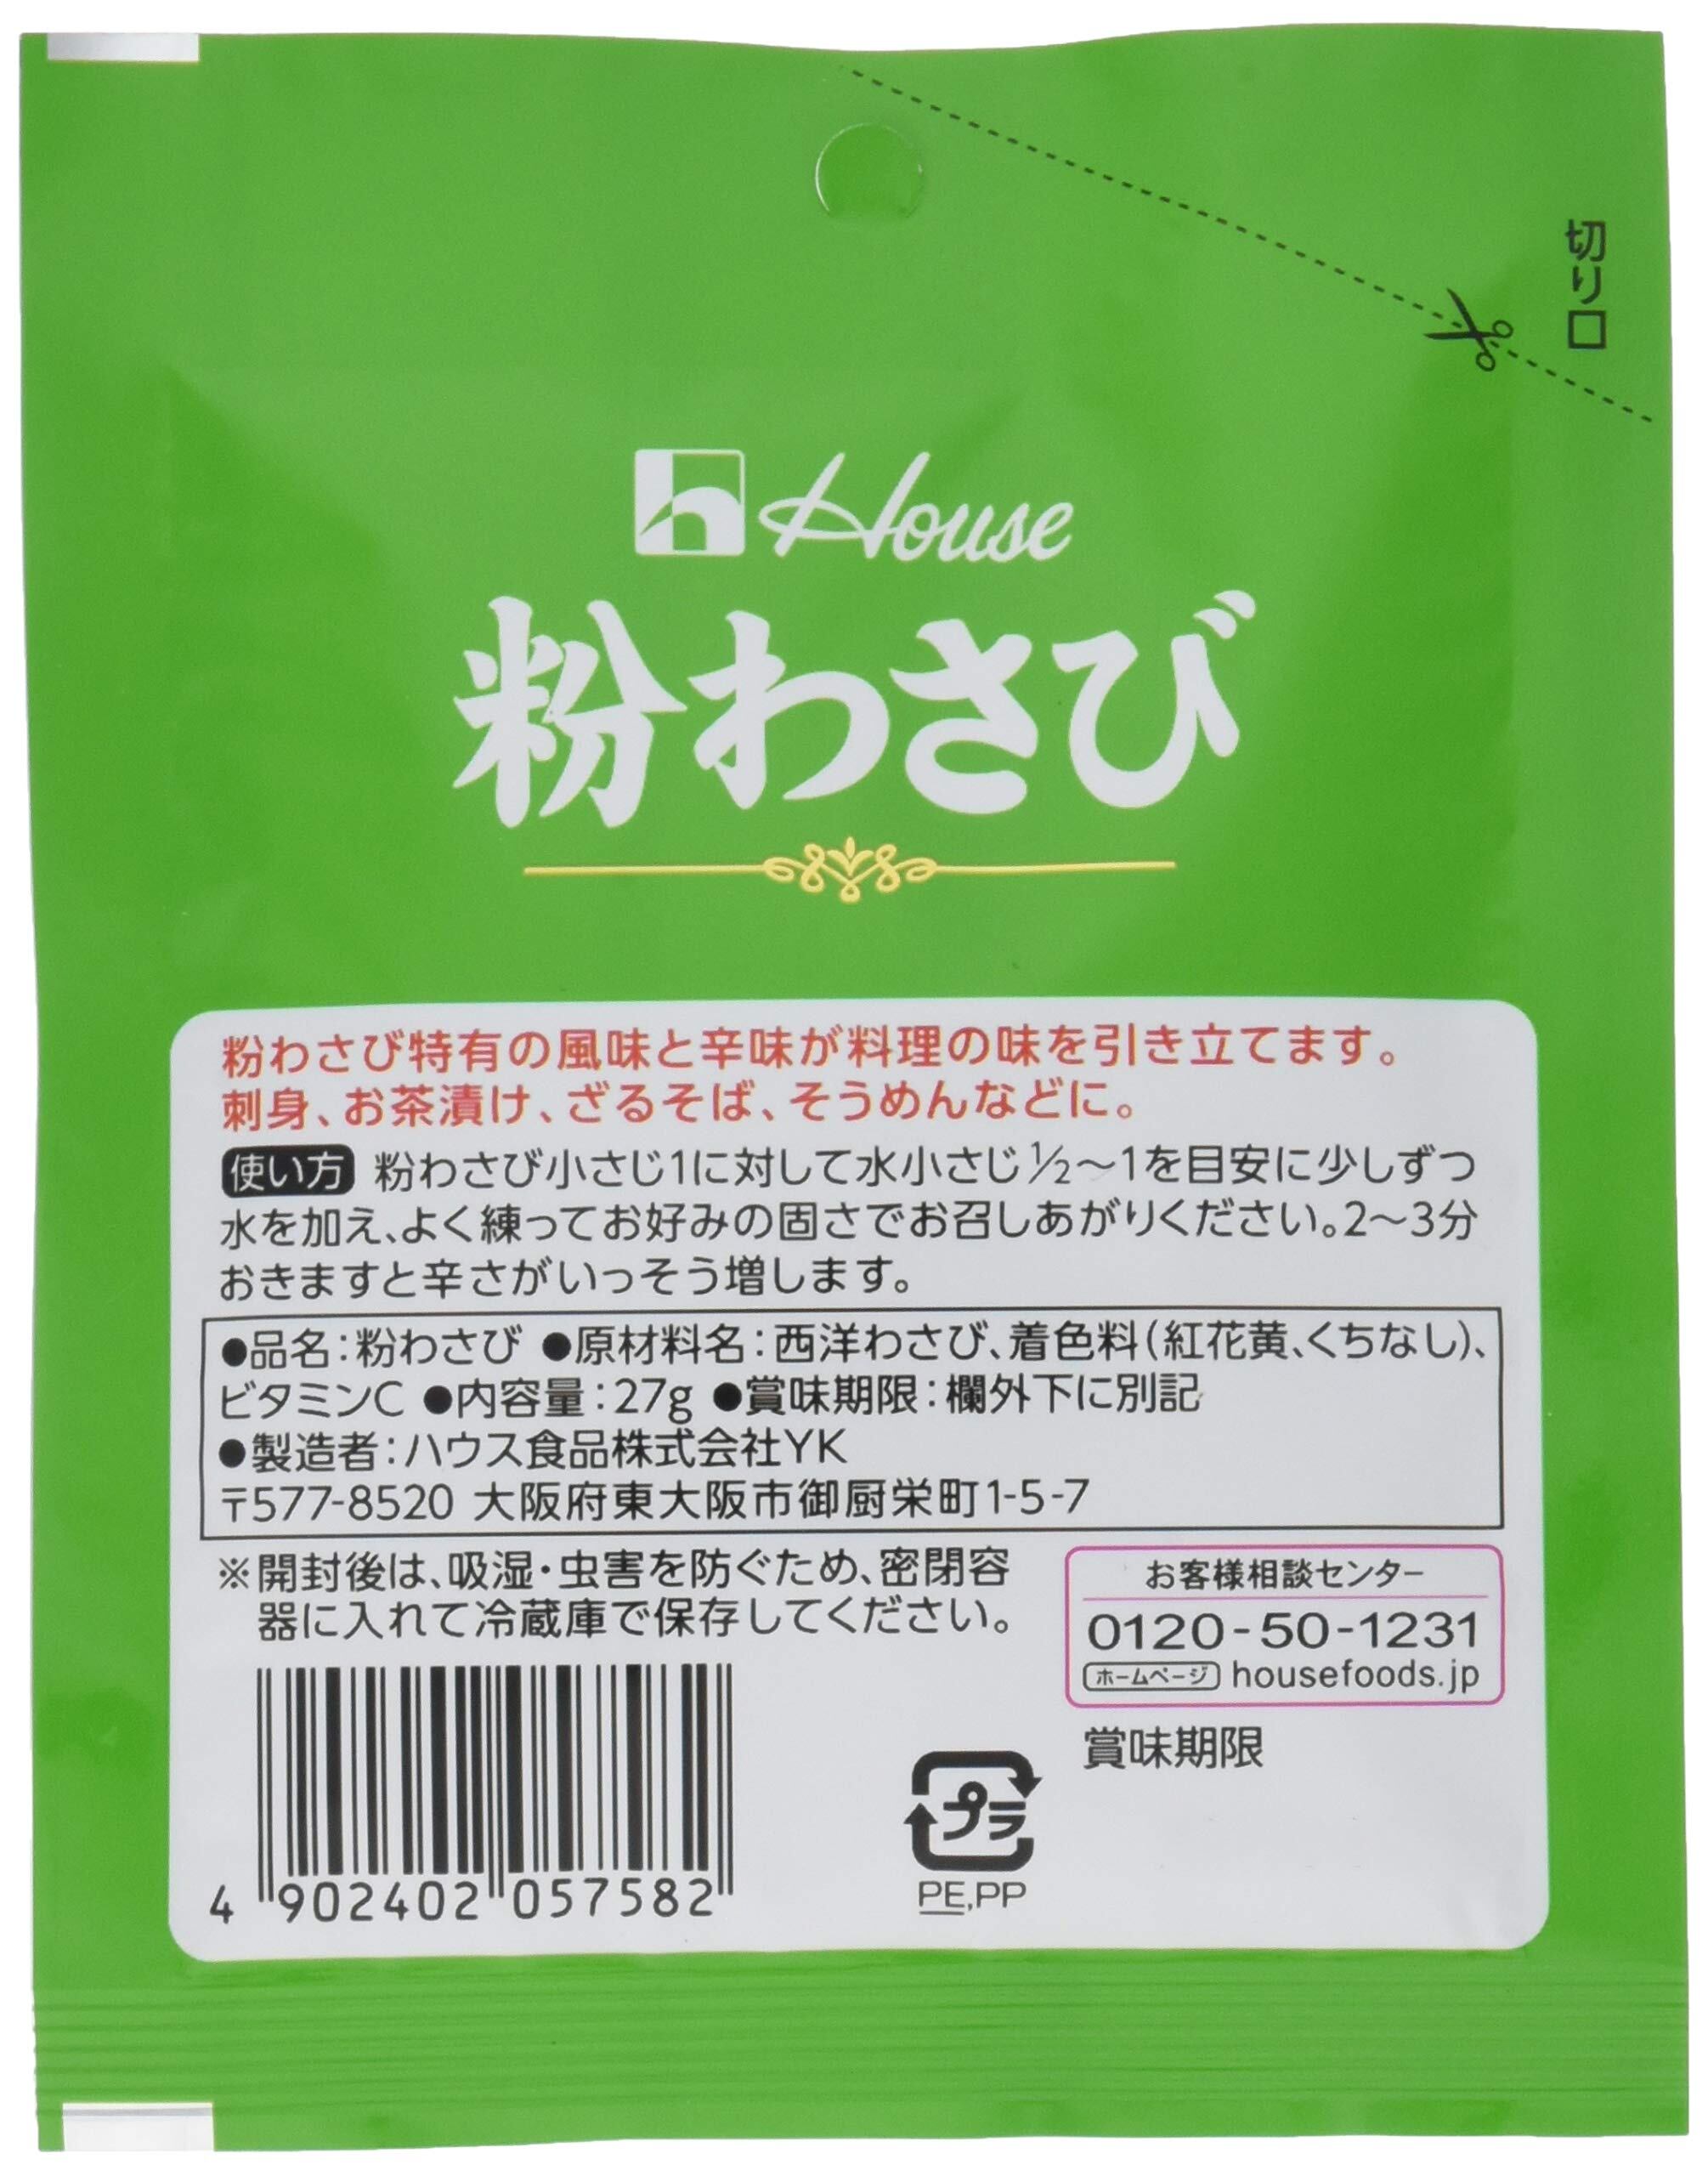 切り口
House
粉わさび
粉わさび特有の風味と辛味が料理の味を引き立てます。
刺身、お茶漬け、ざるそば、そうめんなどに。
使い方 粉わさび小さじ1に対して水小さじ½～1を目安に少しずつ
水を加え、よく練ってお好みの固さでお召しあがりください。2～3分
おきますと辛さがいっそう増します。
●品名：粉わさび ●原材料名：西洋わさび、着色料（紅花黄、くちなし）、
ビタミンC ●内容量：27g ●賞味期限：欄外下に別記
●製造者：ハウス食品株式会社YK
〒577-8520 大阪府東大阪市御厨栄町1-5-7
※開封後は、吸湿・虫害を防ぐため、密閉容
器に入れて冷蔵庫で保存してください。
お客様相談センター
0120-50-1231
ホームページ housefoods.jp
賞味期限
プラ
PE,PP
4 902402 057582